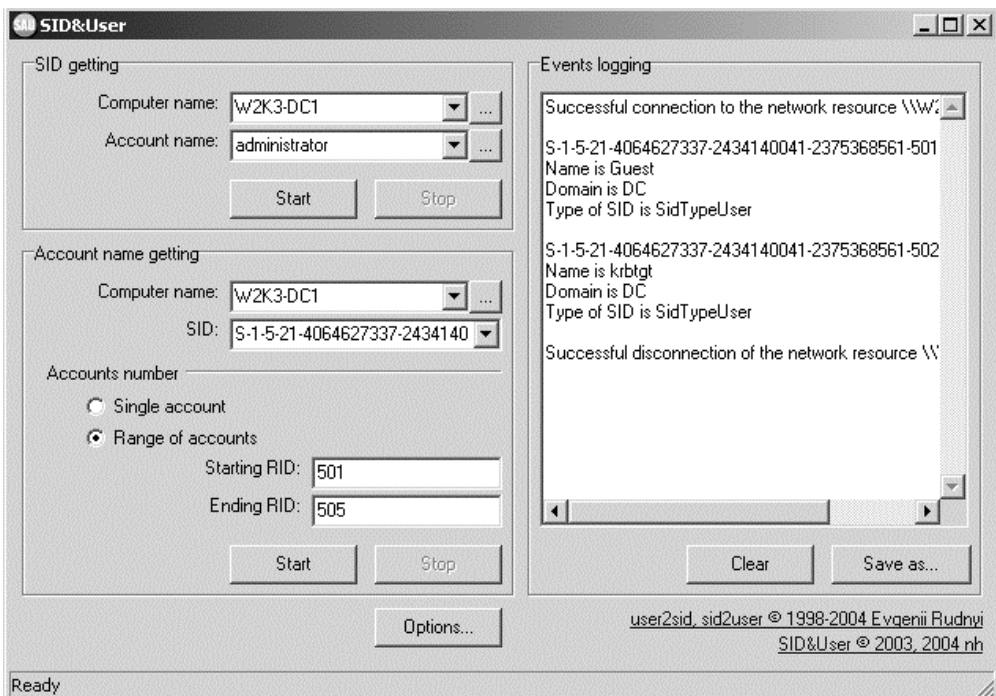 SAU SID&User
SID getting
Computer name: W2K3-DC1 ...
Account name: administrator ...
Start Stop
Account name getting
Computer name: W2K3-DC1 ...
SID: S-1-5-21-4064627337-2434140
Accounts number
Single account
Range of accounts
Starting RID: 501
Ending RID: 505
Start Stop
Options...
Events logging
Successful connection to the network resource \\W2
S-1-5-21-4064627337-2434140041-2375368561-501
Name is Guest
Domain is DC
Type of SID is SidTypeUser
S-1-5-21-4064627337-2434140041-2375368561-502
Name is krbtgt
Domain is DC
Type of SID is SidTypeUser
Successful disconnection of the network resource \\
Clear Save as...
user2sid, sid2user © 1998-2004 Evgenii Rudnyi
SID&User © 2003, 2004 nh
Ready